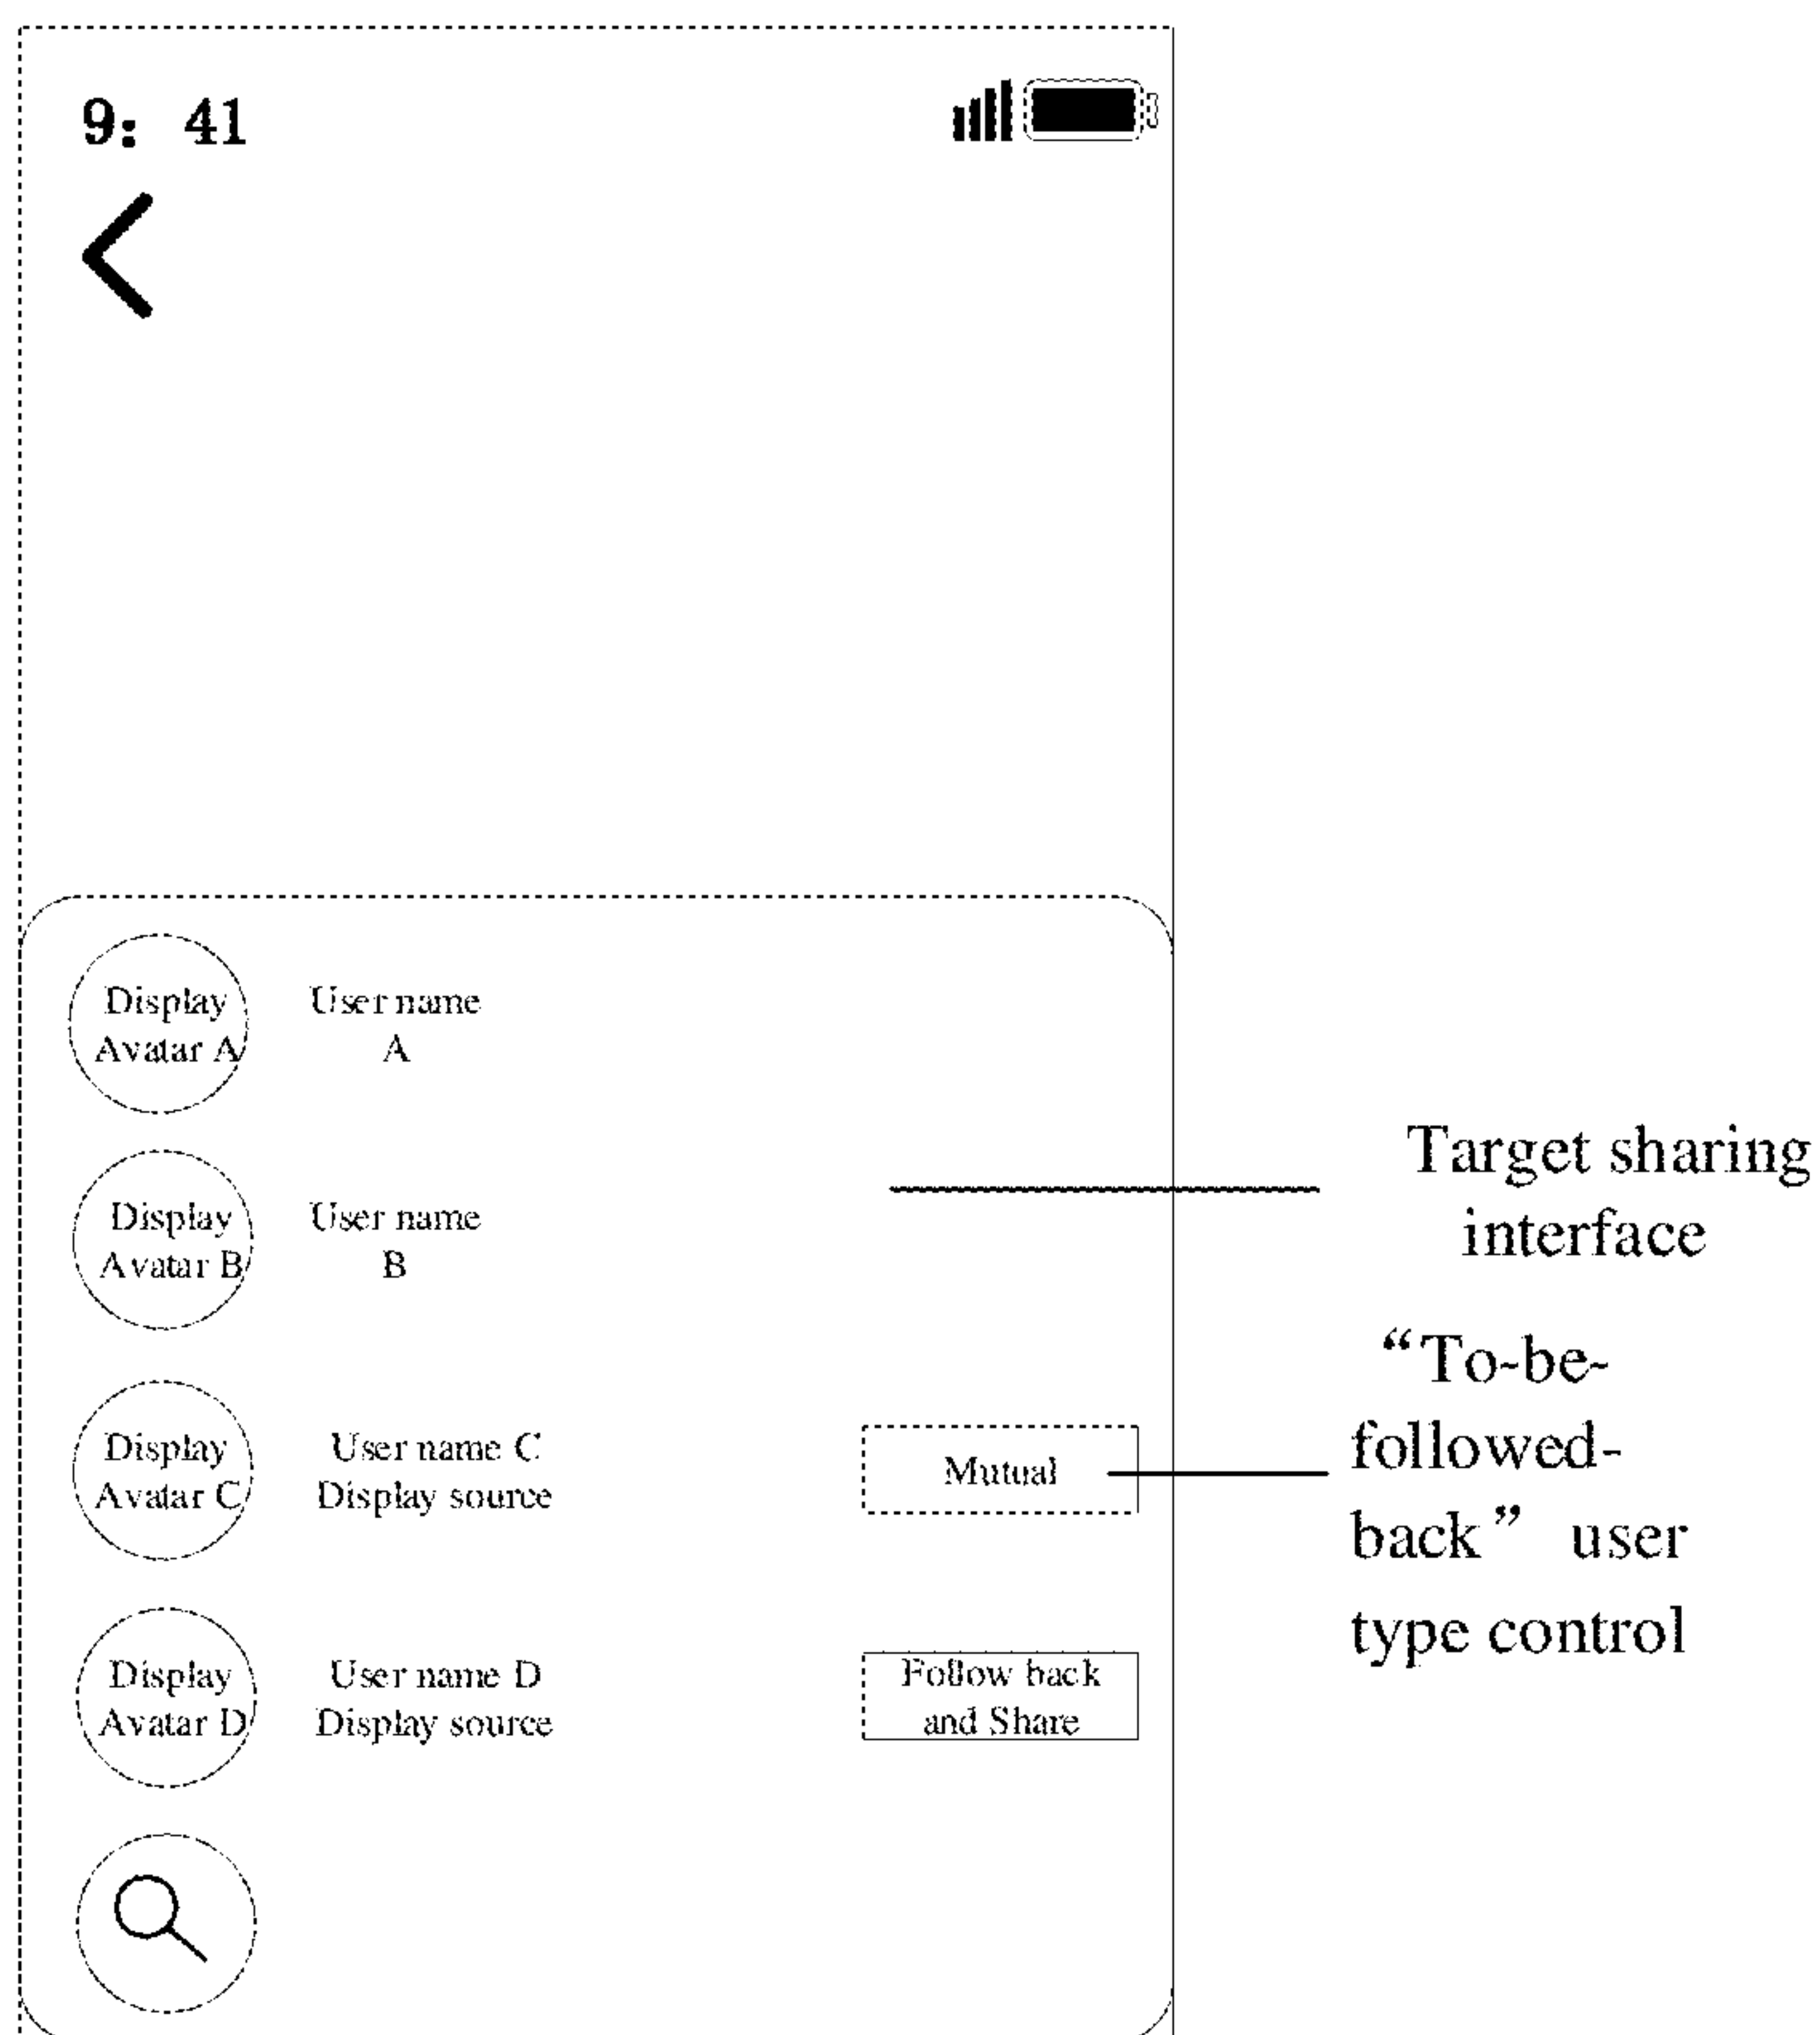 9: 41
Display
Avatar A
User name
A
Display
Avatar B
User name
B
Display
Avatar C
User name C
Display source
Mutual
Display
Avatar D
User name D
Display source
Follow back
and Share
Target sharing
interface
“To-be-
followed-
back” user
type control